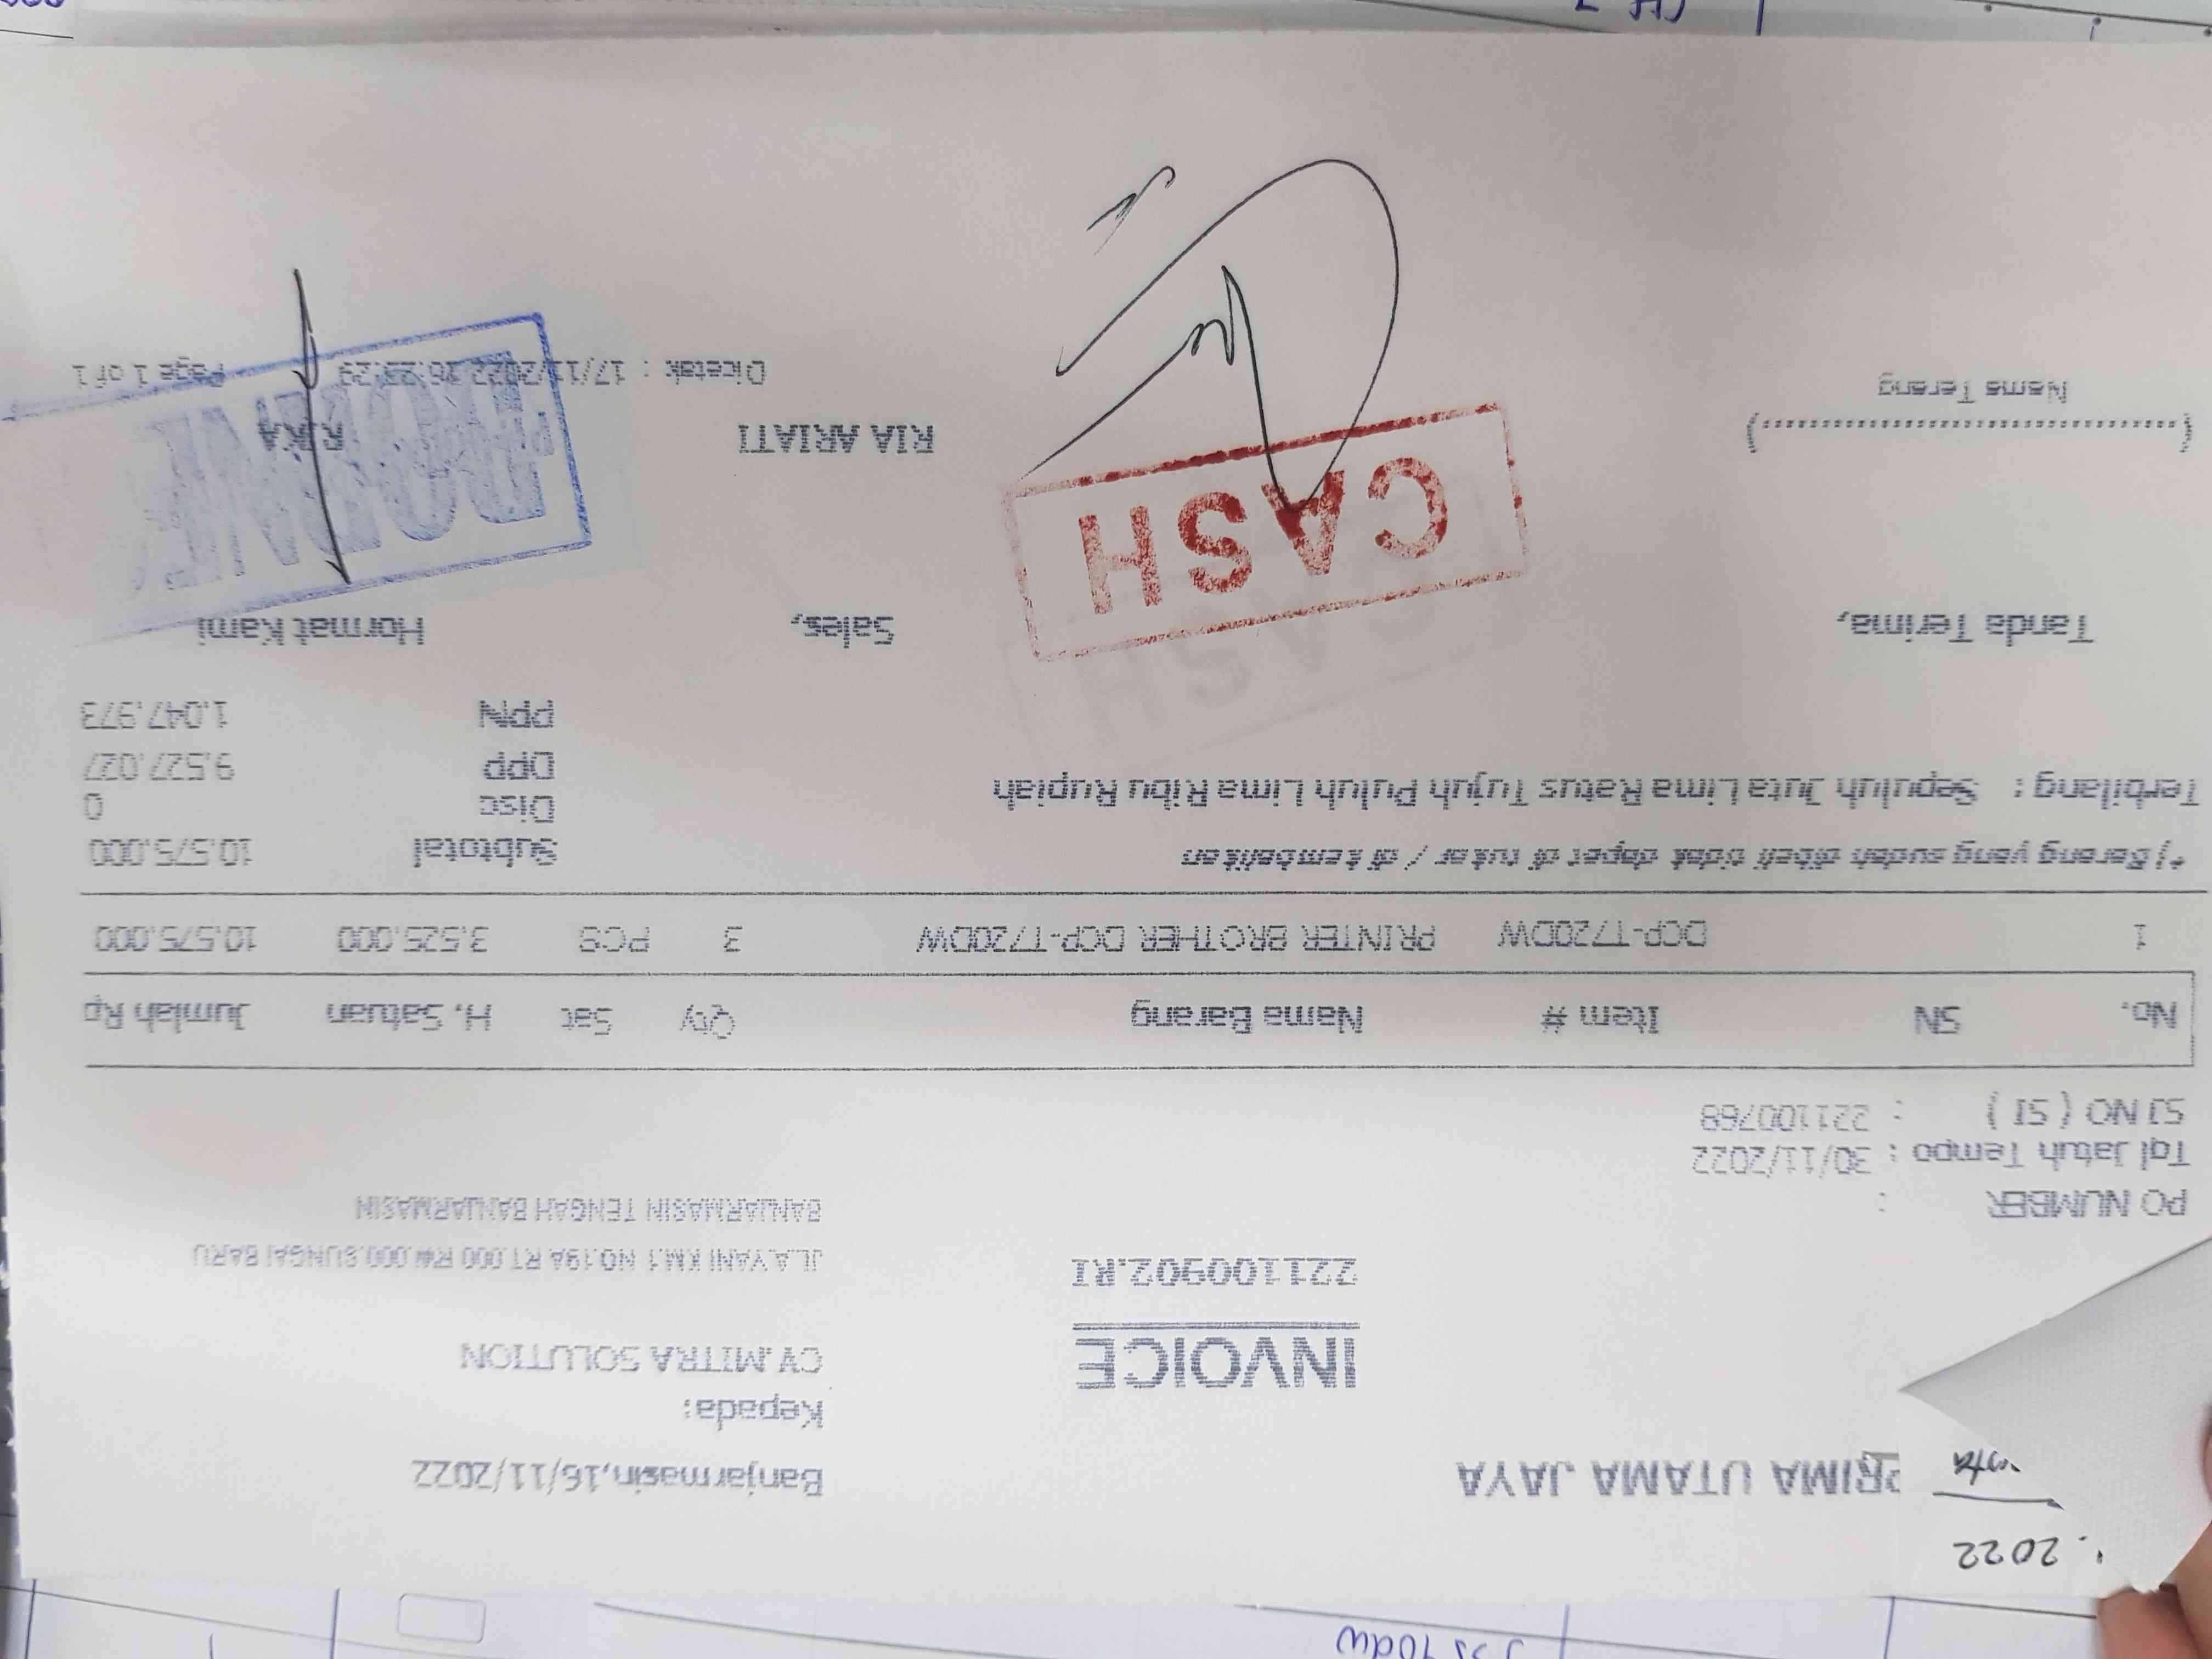 PRIMA UTAMA JAYA
Banjarmasin,16/11/2022
2022
Kepada:
INVOICE
CV.MITRA SOLUTION
221100902.RI
JL.A.YANI KM.1 NO.19A RT.000 RW.000.SUNGAI BARU
BANJARMASIN TENGAH BANJARMASIN
PO NUMBER :
Tgl Jatuh Tempo : 30/11/2022
SJ NO ( SI ) : 221100768
No. SN Item # Nama Barang Qty Sat H. Satuan Jumlah Rp
1 DCP-T720DW PRINTER BROTHER DCP-T720DW 3 PCS 3.525.000 10.575.000
*) Barang yang sudah dibeli tidak dapat di tukar / di kembalikan
Subtotal 10.575.000
Disc 0
Terbilang : Sepuluh Juta Lima Ratus Tujuh Puluh Lima Ribu Rupiah
DPP 9.527.027
PPN 1.047.973
Tanda Terima,
Sales,
Hormat Kami
CASH
(....................................)
RIA ARIATI
RIKA
Nama Terang
Dicetak : 17/11/2022
Page 1 of 1